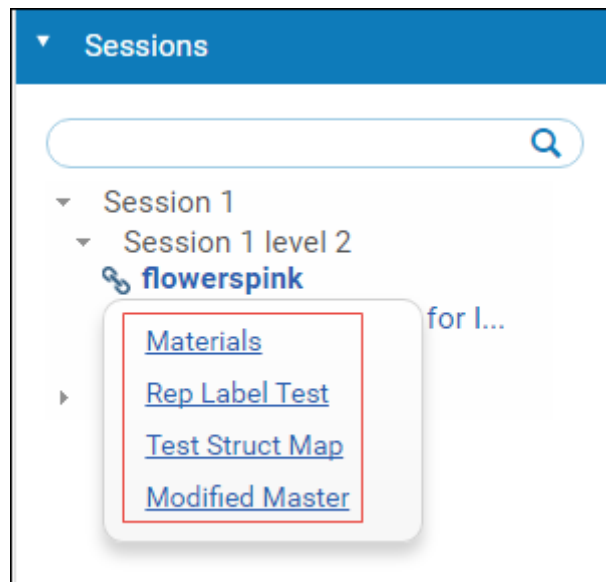 Sessions
Session 1
Session 1 level 2
flowerspink
for I...
Materials
Rep Label Test
Test Struct Map
Modified Master